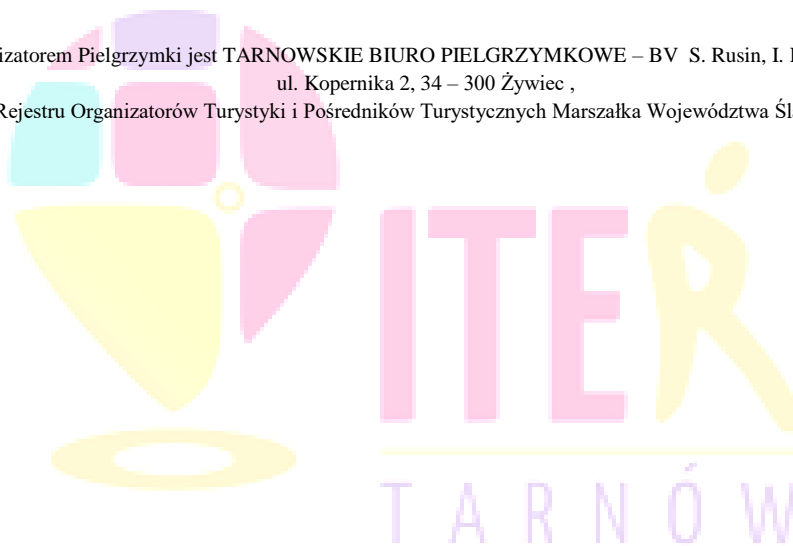 izatorem Pielgrzymki jest TARNOWSKIE BIURO PIELGRZYMKOWE – BV S. Rusin, I.
ul. Kopernika 2, 34 – 300 Żywiec ,
Rejestru Organizatorów Turystyki i Pośredników Turystycznych Marszałka Województwa Śl
ITER
TARNÓW